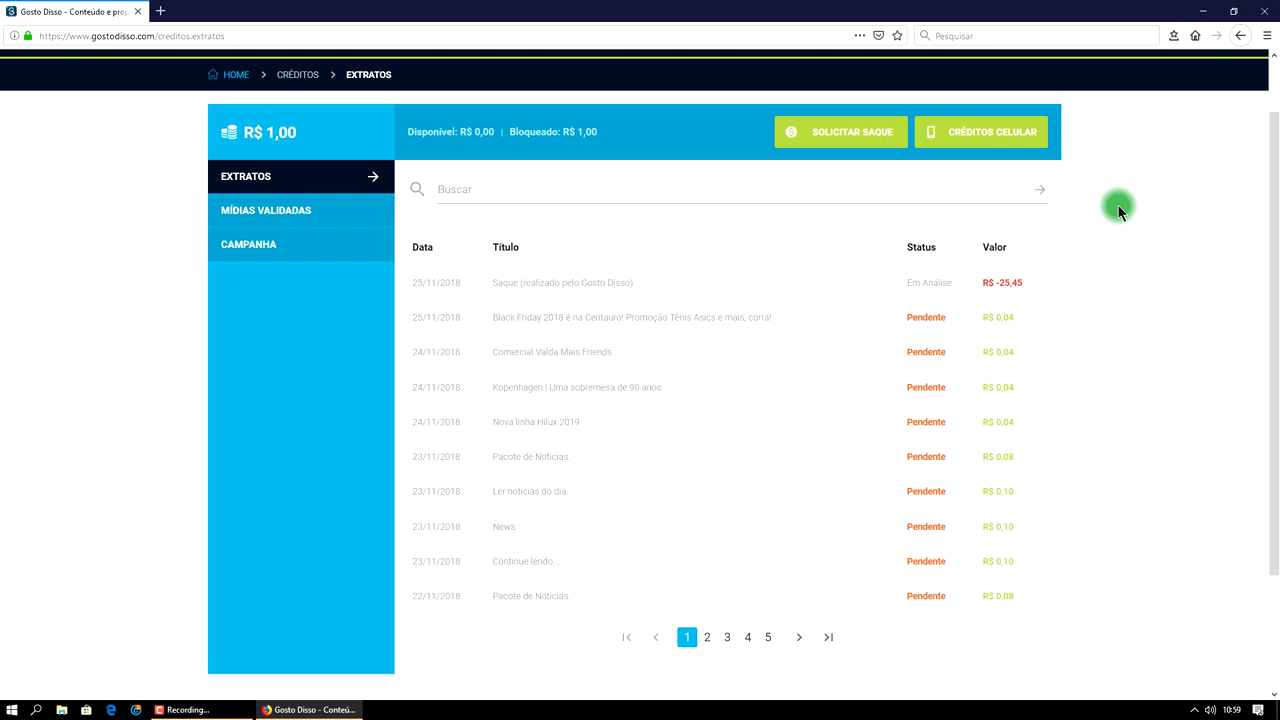 Gosto Disso - Conteúdo e prop
https://www.gostodisso.com/creditos.extratos
Pesquisar
HOME > CRÉDITOS > EXTRATOS
R$ 1,00
Disponível: R$ 0,00 | Bloqueado: R$ 1,00
SOLICITAR SAQUE
CRÉDITOS CELULAR
EXTRATOS
MÍDIAS VALIDADAS
CAMPANHA
Buscar
Data Título Status Valor
25/11/2018 Saque (realizado pelo Gosto Disso) Em Análise R$ -25,45
25/11/2018 Black Friday 2018 é na Centauro! Promoção Tênis Asics e mais, corra! Pendente R$ 0,04
24/11/2018 Comercial Valda Mais Friends Pendente R$ 0,04
24/11/2018 Kopenhagen | Uma sobremesa de 90 anos Pendente R$ 0,04
24/11/2018 Nova linha Hilux 2019 Pendente R$ 0,04
23/11/2018 Pacote de Noticias. Pendente R$ 0,08
23/11/2018 Ler noticias do dia. Pendente R$ 0,10
23/11/2018 News Pendente R$ 0,10
23/11/2018 Continue lendo... Pendente R$ 0,10
22/11/2018 Pacote de Noticias. Pendente R$ 0,08
1 2 3 4 5
Recording...
Gosto Disso - Conteú...
10:59